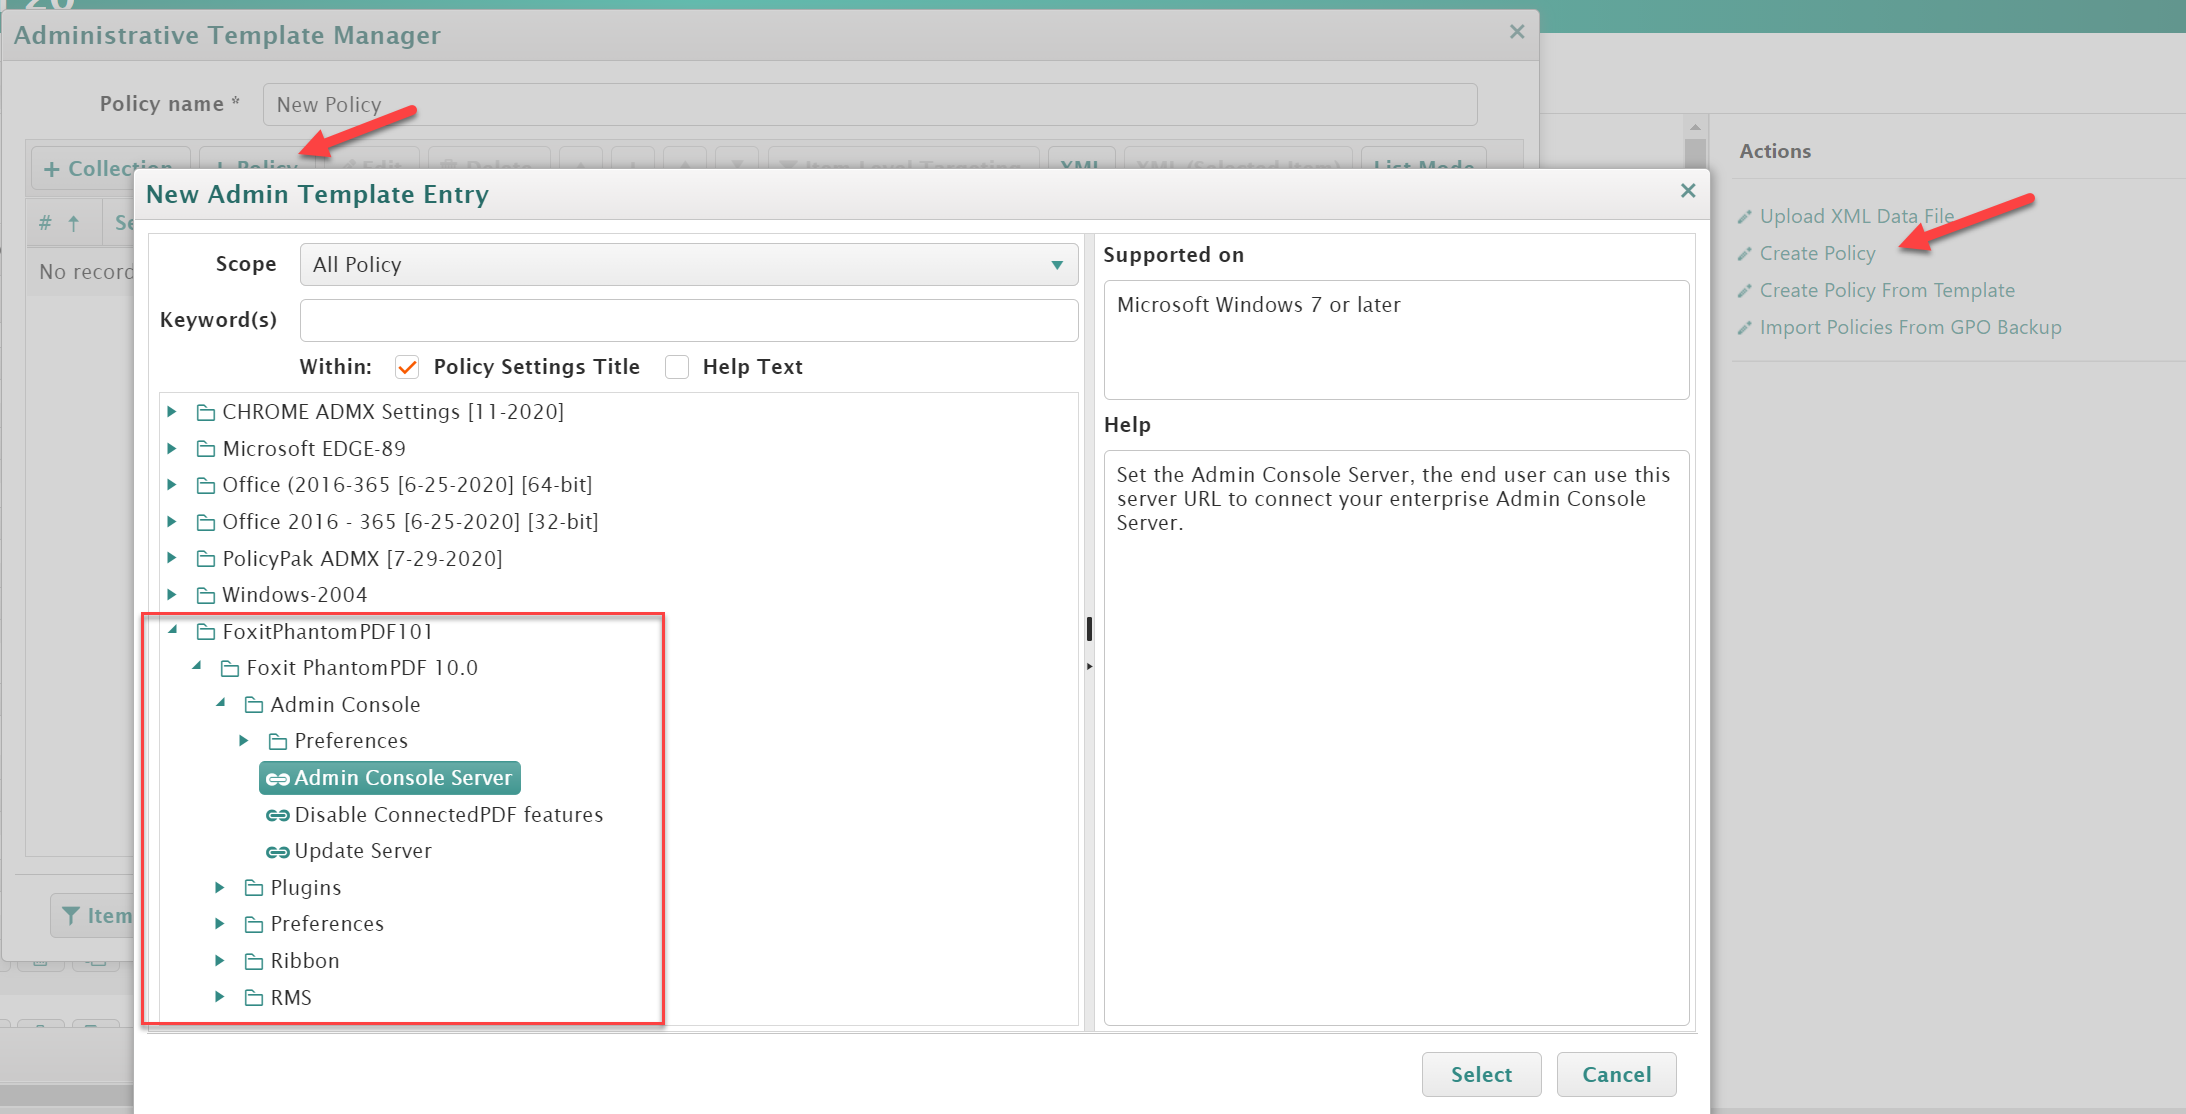 20
Administrative Template Manager
Policy name *
New Policy
+ Collection
+ Policy
Edit
Delete
Item Level Targeting
XML
XML (Selected Item)
List Mode
#
No record
Item
New Admin Template Entry
Scope
All Policy
Keyword(s)
Within:
Policy Settings Title
Help Text
CHROME ADMX Settings [11-2020]
Microsoft EDGE-89
Office (2016-365 [6-25-2020] [64-bit]
Office 2016 - 365 [6-25-2020] [32-bit]
PolicyPak ADMX [7-29-2020]
Windows-2004
FoxitPhantomPDF101
Foxit PhantomPDF 10.0
Admin Console
Preferences
Admin Console Server
Disable ConnectedPDF features
Update Server
Plugins
Preferences
Ribbon
RMS
Supported on
Microsoft Windows 7 or later
Help
Set the Admin Console Server, the end user can use this
server URL to connect your enterprise Admin Console
Server.
Select
Cancel
Actions
Upload XML Data File
Create Policy
Create Policy From Template
Import Policies From GPO Backup